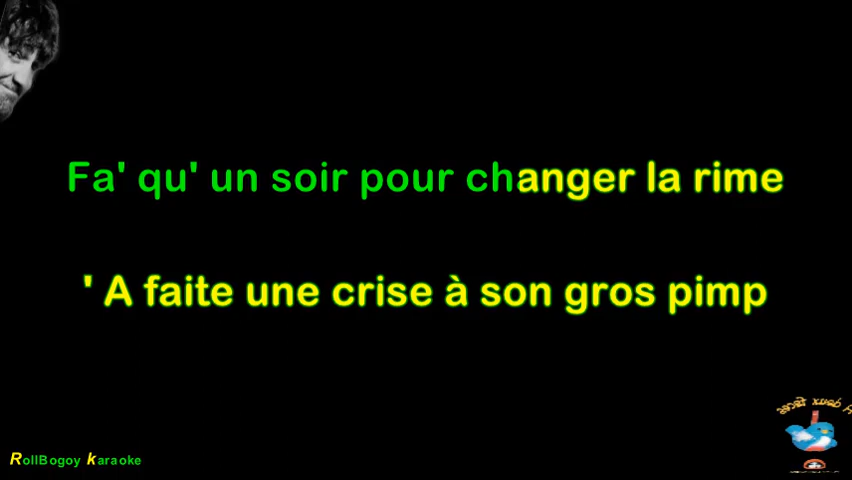 Fa' qu' un soir pour changer la rime
' A faite une crise à son gros pimp
RollBogoy karaoke